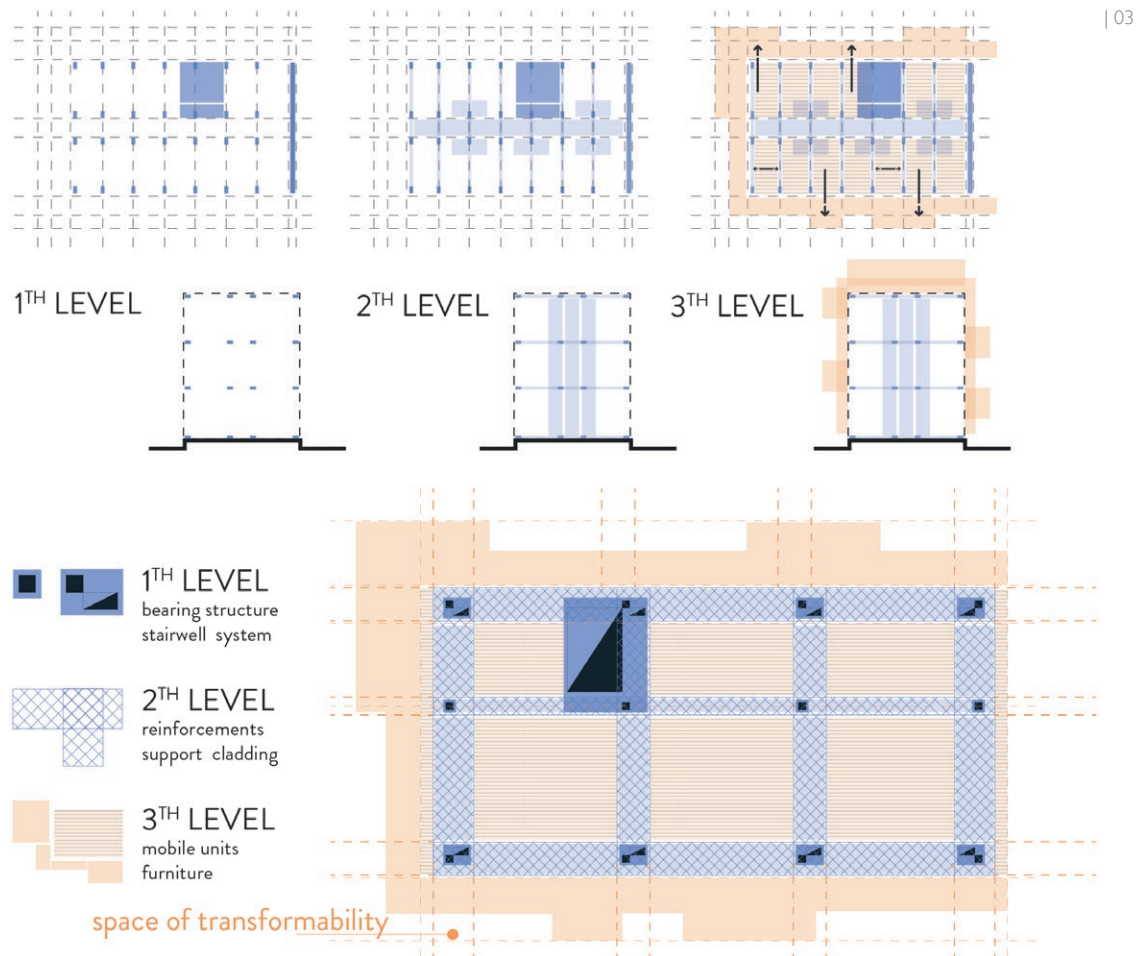 | 03
1TH LEVEL
2TH LEVEL
3TH LEVEL
1TH LEVEL
bearing structure
stairwell system
2TH LEVEL
reinforcements
support cladding
3TH LEVEL
mobile units
furniture
space of transformability